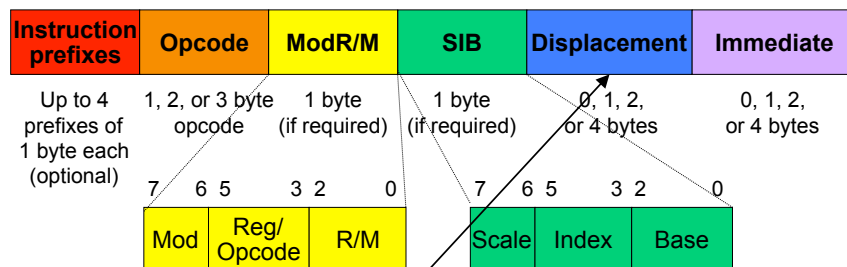 Instruction prefixes Opcode ModR/M SIB Displacement Immediate
Up to 4 prefixes of 1 byte each (optional)
1, 2, or 3 byte opcode
1 byte (if required)
1 byte (if required)
0, 1, 2, or 4 bytes
0, 1, 2, or 4 bytes
7 6 5 3 2 0
7 6 5 3 2 0
Mod Reg/Opcode R/M
Scale Index Base